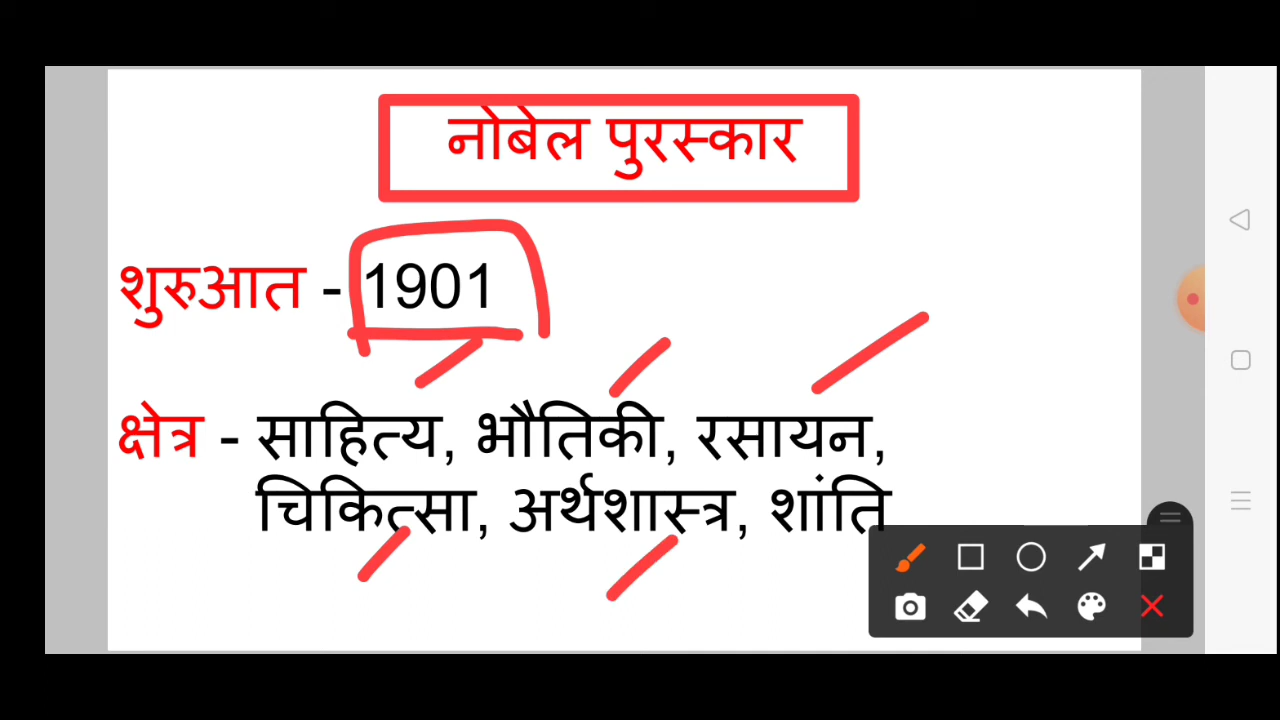 नोबेल पुरस्कार
शुरुआत - 1901
क्षेत्र - साहित्य, भौतिकी, रसायन,
चिकित्सा, अर्थशास्त्र, शांति